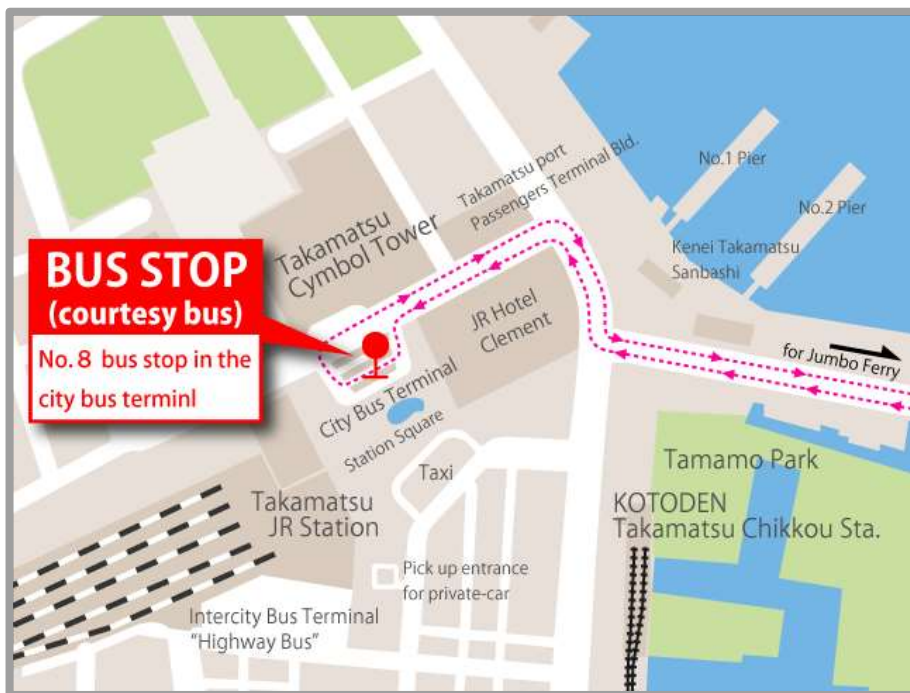 No.1 Pier
No.2 Pier
Takamatsu port
Passengers Terminal Bld.
Takamatsu
Cymbol Tower
Kenei Takamatsu
Sanbashi
BUS STOP
(courtesy bus)
No. 8 bus stop in the
city bus terminl
JR Hotel
Clement
for Jumbo Ferry
City Bus Terminal
Station Square
Taxi
Tamamo Park
Takamatsu
JR Station
KOTODEN
Takamatsu Chikkou Sta.
Pick up entrance
for private-car
Intercity Bus Terminal
"Highway Bus"